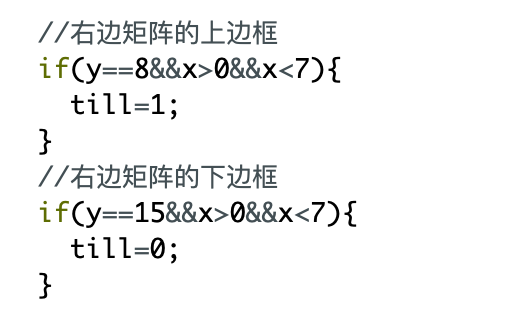 //右边矩阵的上边框
if(y==8&&x>0&&x<7){
  till=1;
}
//右边矩阵的下边框
if(y==15&&x>0&&x<7){
  till=0;
}